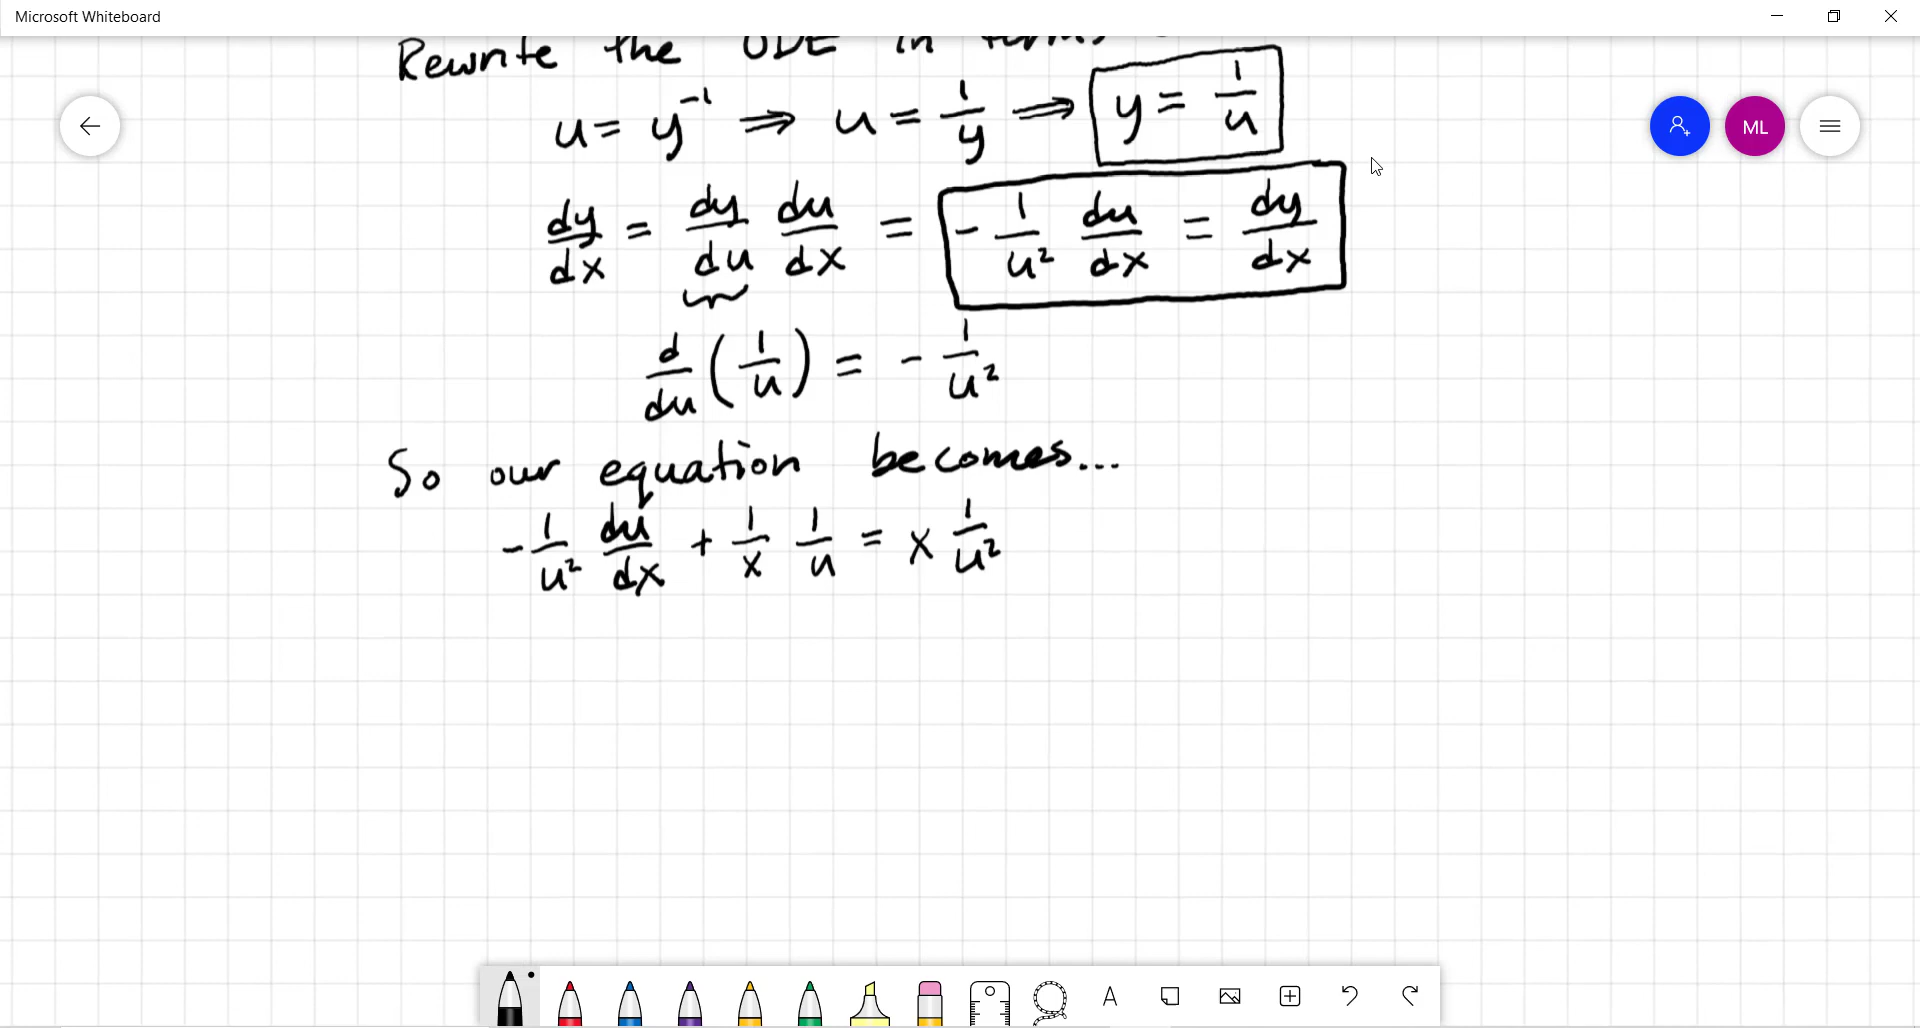 Microsoft Whiteboard
Rewrite the ODE in terms
u = y^-1 ⟹ u = 1/y ⟹ y = 1/u
ML
dy/dx = dy/du du/dx = -1/u² du/dx = dy/dx
d/du (1/u) = -1/u²
So our equation becomes...
-1/u² du/dx + 1/x 1/u = x 1/u²
A